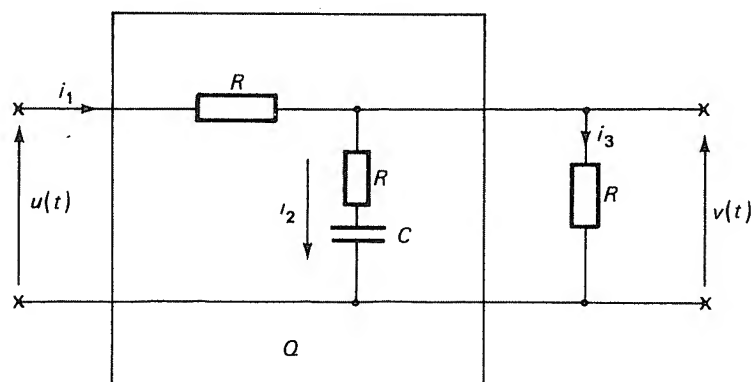 R
i₁
i₃
R
R
u(t)
v(t)
i₂
C
Q